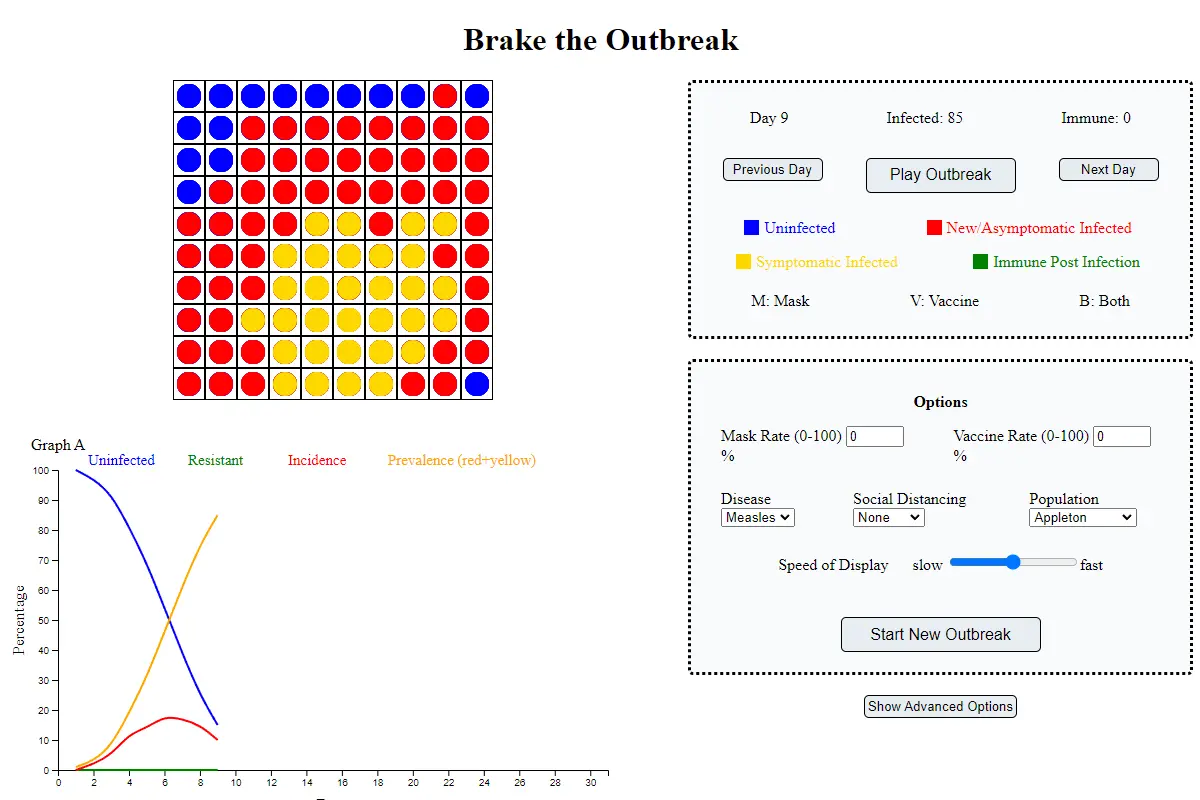 Brake the Outbreak
Day 9 Infected: 85 Immune: 0
Previous Day Play Outbreak Next Day
Uninfected New/Asymptomatic Infected
Symptomatic Infected Immune Post Infection
M: Mask V: Vaccine B: Both
Options
Mask Rate (0-100) 0 Vaccine Rate (0-100) 0
% %
Disease Social Distancing Population
Measles None Appleton
Speed of Display slow fast
Start New Outbreak
Show Advanced Options
Graph A
Uninfected Resistant Incidence Prevalence (red+yellow)
100
90
80
70
60
50
40
30
20
10
0
Percentage
0 2 4 6 8 10 12 14 16 18 20 22 24 26 28 30